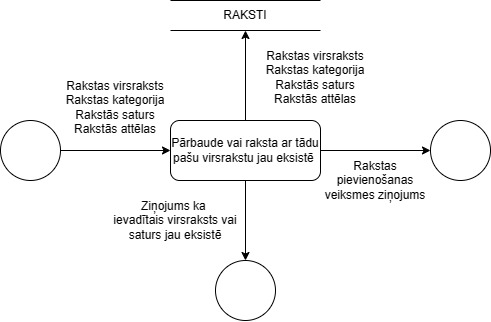 RAKSTI
Rakstas virsraksts
Rakstas kategorija
Rakstās saturs
Rakstās attēlas
Rakstas virsraksts
Rakstas kategorija
Rakstās saturs
Rakstās attēlas
Pārbaude vai raksta ar tādu
pašu virsrakstu jau eksistē
Rakstas
pievienošanas
veiksmes ziņojums
Ziņojums ka
ievadītais virsraksts vai
saturs jau eksistē